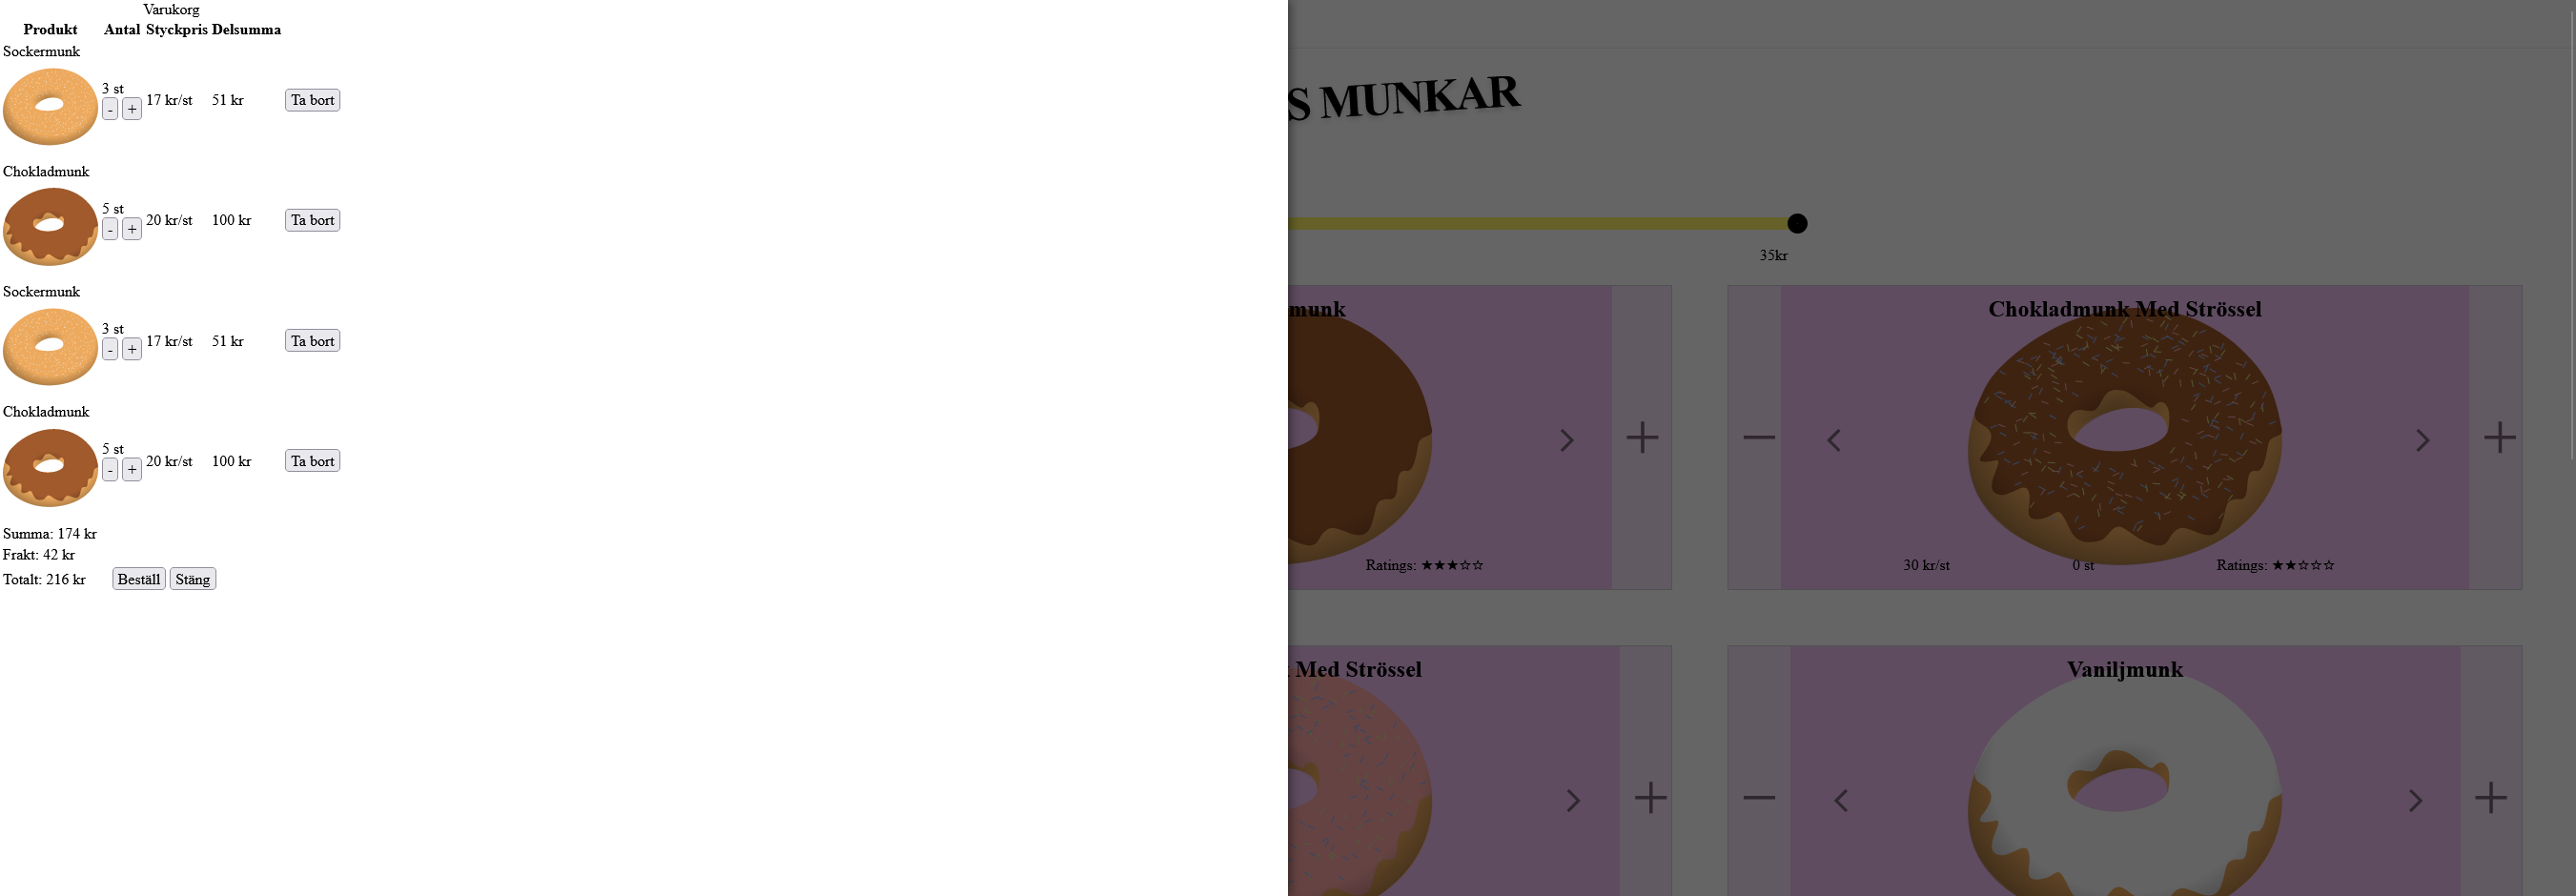 Varukorg
Produkt Antal Styckpris Delsumma
Sockermunk
3 st
- + 17 kr/st 51 kr Ta bort
Chokladmunk
5 st
- + 20 kr/st 100 kr Ta bort
Sockermunk
3 st
- + 17 kr/st 51 kr Ta bort
Chokladmunk
5 st
- + 20 kr/st 100 kr Ta bort
Summa: 174 kr
Frakt: 42 kr
Totalt: 216 kr Beställ Stäng
S MUNKAR
35kr
munk
Ratings: ★★★☆☆
Chokladmunk Med Strössel
30 kr/st 0 st Ratings: ★★☆☆☆
Med Strössel
Vaniljmunk